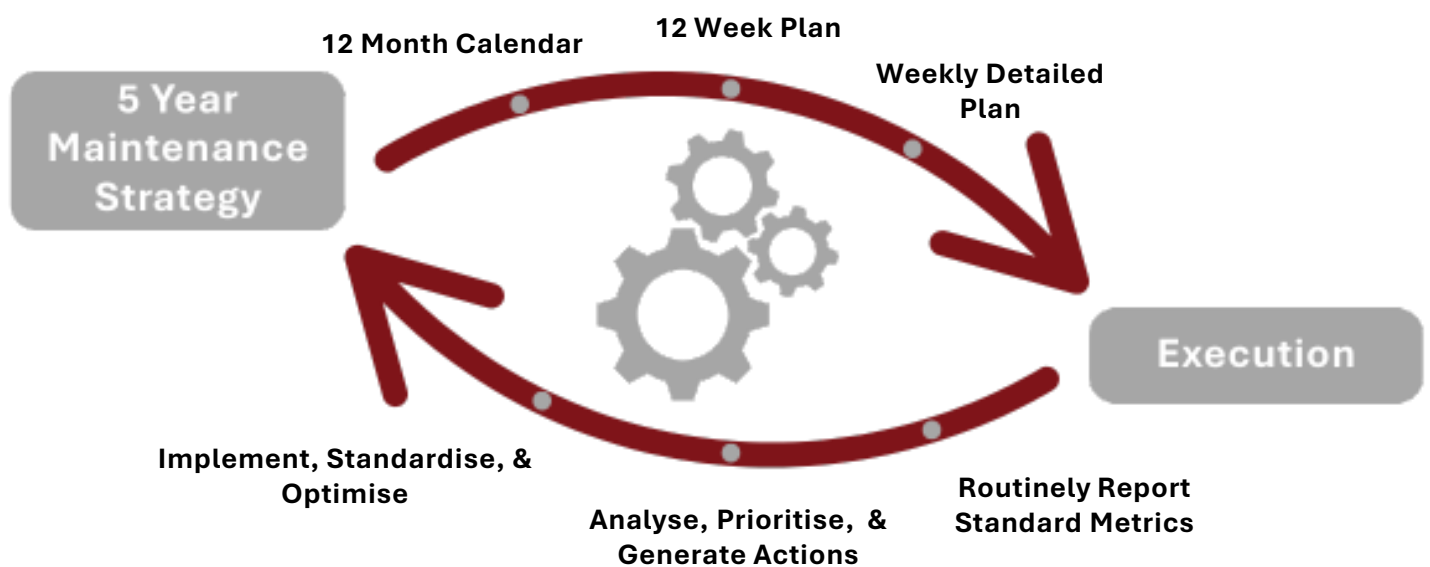 12 Month Calendar
12 Week Plan
Weekly Detailed
Plan
5 Year
Maintenance
Strategy
Execution
Implement, Standardise, &
Optimise
Analyse, Prioritise,  &
Generate Actions
Routinely Report
Standard Metrics